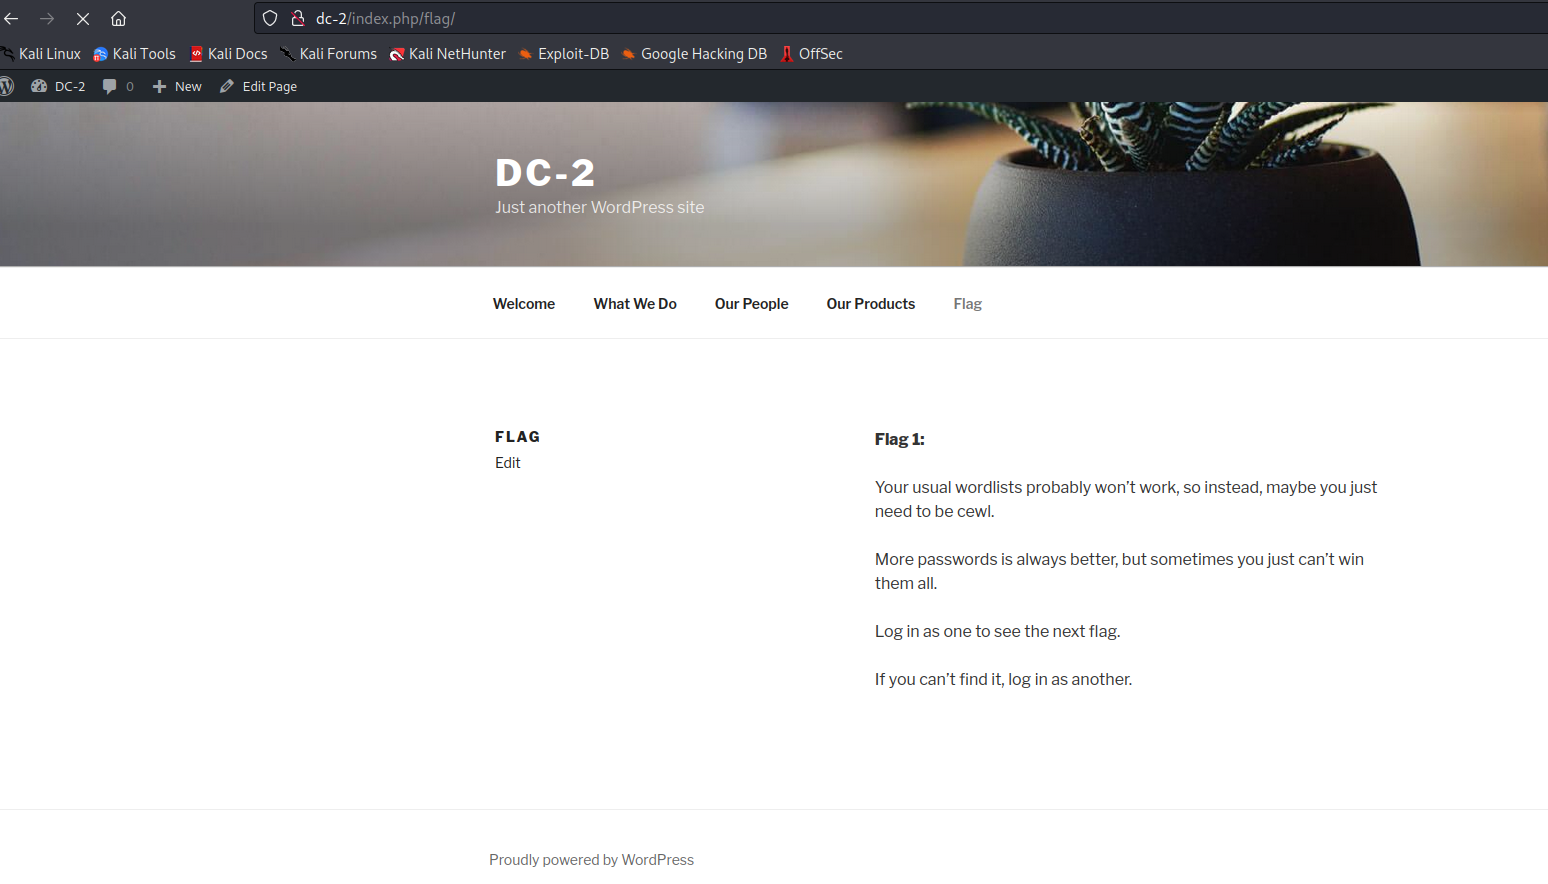 dc-2/index.php/flag/
Kali Linux Kali Tools Kali Docs Kali Forums Kali NetHunter Exploit-DB Google Hacking DB OffSec
DC-2 0 New Edit Page
DC-2
Just another WordPress site
Welcome What We Do Our People Our Products Flag
FLAG
Edit
Flag 1:
Your usual wordlists probably won’t work, so instead, maybe you just
need to be cewl.
More passwords is always better, but sometimes you just can’t win
them all.
Log in as one to see the next flag.
If you can’t find it, log in as another.
Proudly powered by WordPress